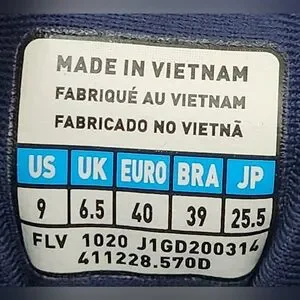 MADE IN VIETNAM
FABRIQUÉ AU VIETNAM
FABRICADO NO VIETNÃ
US UK EURO BRA JP
9 6.5 40 39 25.5
FLV 1020 J1GD200314
411228.570D